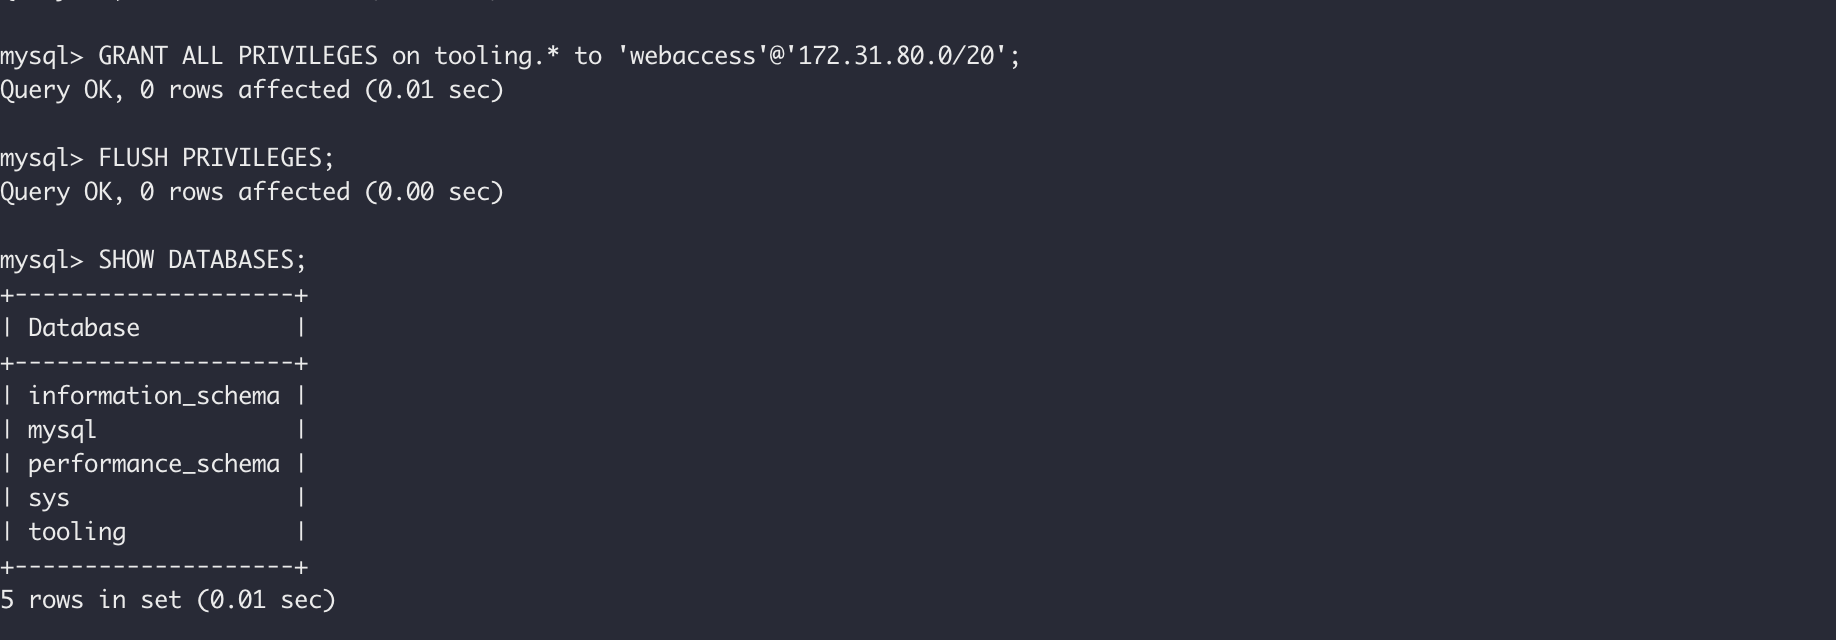 mysql> GRANT ALL PRIVILEGES on tooling.* to 'webaccess'@'172.31.80.0/20';
Query OK, 0 rows affected (0.01 sec)
mysql> FLUSH PRIVILEGES;
Query OK, 0 rows affected (0.00 sec)
mysql> SHOW DATABASES;
+--------------------+
| Database           |
+--------------------+
| information_schema |
| mysql              |
| performance_schema |
| sys                |
| tooling            |
+--------------------+
5 rows in set (0.01 sec)